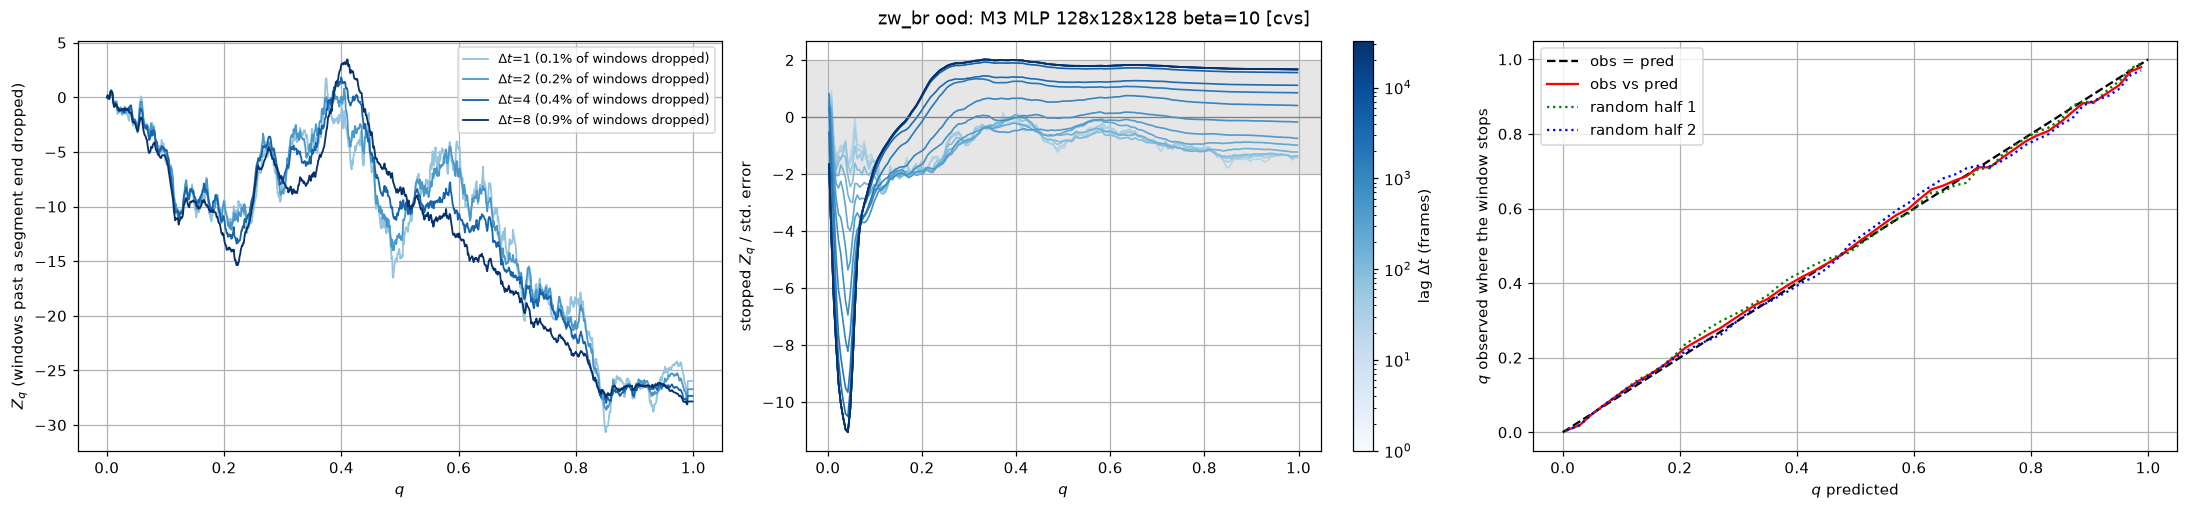 zw_br ood: M3 MLP 128x128x128 beta=10 [cvs]
Z_q (windows past a segment end dropped)
5
0
−5
−10
−15
−20
−25
−30
0.0 0.2 0.4 0.6 0.8 1.0
q
Δt=1 (0.1% of windows dropped)
Δt=2 (0.2% of windows dropped)
Δt=4 (0.4% of windows dropped)
Δt=8 (0.9% of windows dropped)
stopped Z_q / std. error
2
0
−2
−4
−6
−8
−10
0.0 0.2 0.4 0.6 0.8 1.0
q
10^4
10^3
10^2
10^1
10^0
lag Δt (frames)
q observed where the window stops
1.0
0.8
0.6
0.4
0.2
0.0
0.0 0.2 0.4 0.6 0.8 1.0
q predicted
obs = pred
obs vs pred
random half 1
random half 2